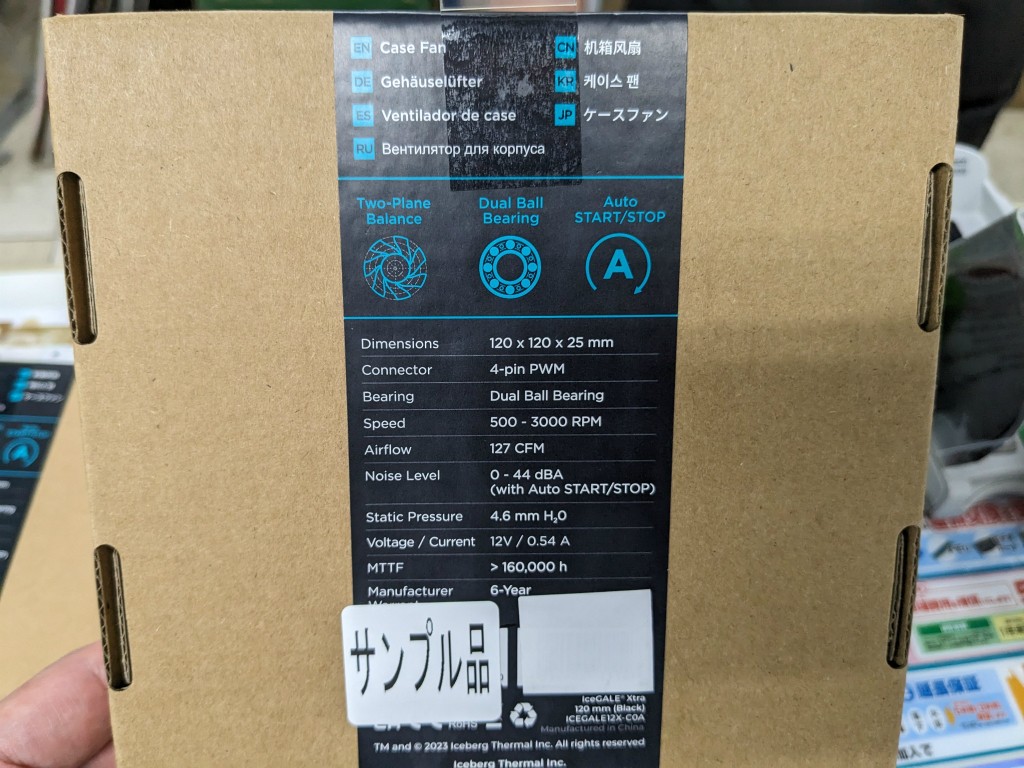 EN Case Fan
DE Gehäuselüfter
ES Ventilador de case
RU Вентилятор для корпуса
CN 机箱风扇
KR 케이스 팬
JP ケースファン
Two-Plane
Balance
Dual Ball
Bearing
Auto
START/STOP
A
Dimensions 120 x 120 x 25 mm
Connector 4-pin PWM
Bearing Dual Ball Bearing
Speed 500 - 3000 RPM
Airflow 127 CFM
Noise Level 0 - 44 dBA
(with Auto START/STOP)
Static Pressure 4.6 mm H₂O
Voltage / Current 12V / 0.54 A
MTTF > 160,000 h
Manufacturer 6-Year
サンプル品
RoHS
IceGALE® Xtra
120 mm (Black)
ICEGALE12X-C0A
Manufactured in China
TM and © 2023 Iceberg Thermal Inc. All rights reserved
Iceberg Thermal Inc.
延長保証